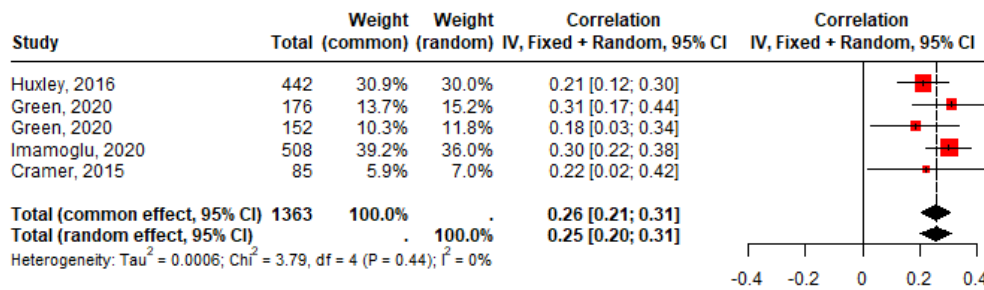 Weight Weight Correlation Correlation
Study Total (common) (random) IV, Fixed + Random, 95% CI IV, Fixed + Random, 95% CI
Huxley, 2016 442 30.9% 30.0% 0.21 [0.12; 0.30]
Green, 2020 176 13.7% 15.2% 0.31 [0.17; 0.44]
Green, 2020 152 10.3% 11.8% 0.18 [0.03; 0.34]
Imamoglu, 2020 508 39.2% 36.0% 0.30 [0.22; 0.38]
Cramer, 2015 85 5.9% 7.0% 0.22 [0.02; 0.42]
Total (common effect, 95% CI) 1363 100.0% . 0.26 [0.21; 0.31]
Total (random effect, 95% CI) . 100.0% 0.25 [0.20; 0.31]
Heterogeneity: Tau² = 0.0006; Chi² = 3.79, df = 4 (P = 0.44); I² = 0%
-0.4 -0.2 0 0.2 0.4